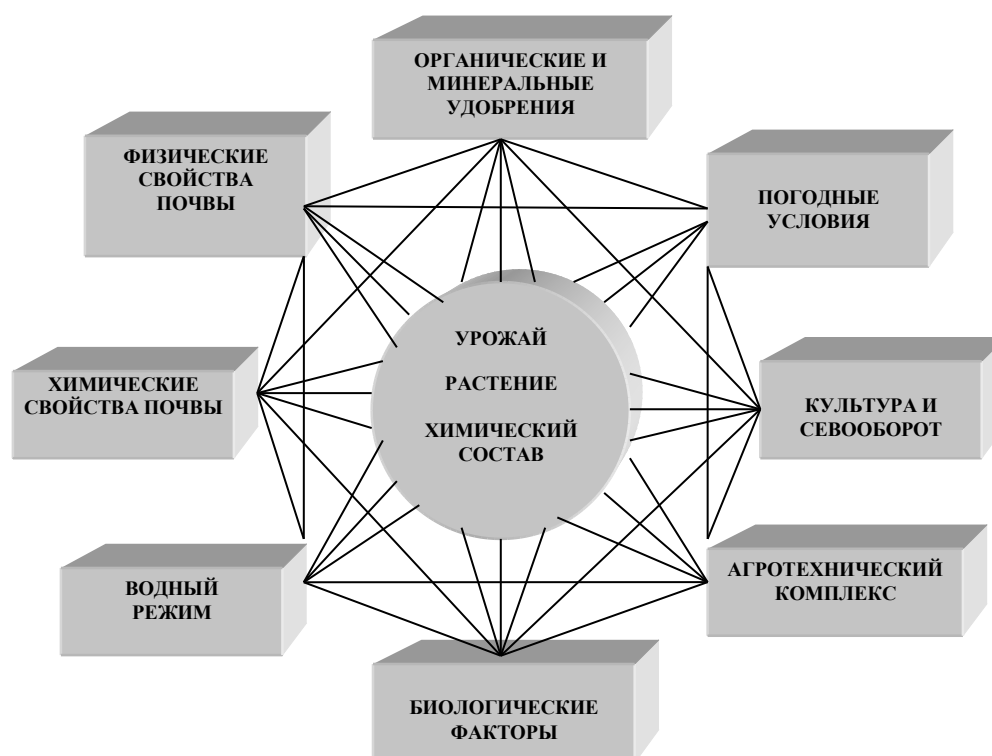 ОРГАНИЧЕСКИЕ И
МИНЕРАЛЬНЫЕ
УДОБРЕНИЯ
ФИЗИЧЕСКИЕ
СВОЙСТВА
ПОЧВЫ
ПОГОДНЫЕ
УСЛОВИЯ
УРОЖАЙ
РАСТЕНИЕ
ХИМИЧЕСКИЙ
СОСТАВ
ХИМИЧЕСКИЕ
СВОЙСТВА ПОЧВЫ
КУЛЬТУРА И
СЕВООБОРОТ
ВОДНЫЙ
РЕЖИМ
АГРОТЕХНИЧЕСКИЙ
КОМПЛЕКС
БИОЛОГИЧЕСКИЕ
ФАКТОРЫ